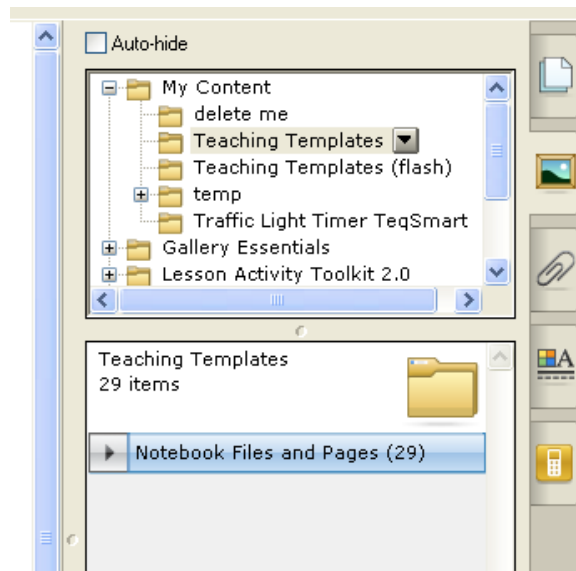 Auto-hide
My Content
delete me
Teaching Templates
Teaching Templates (flash)
temp
Traffic Light Timer TeqSmart
Gallery Essentials
Lesson Activity Toolkit 2.0
Teaching Templates
29 items
Notebook Files and Pages (29)
A